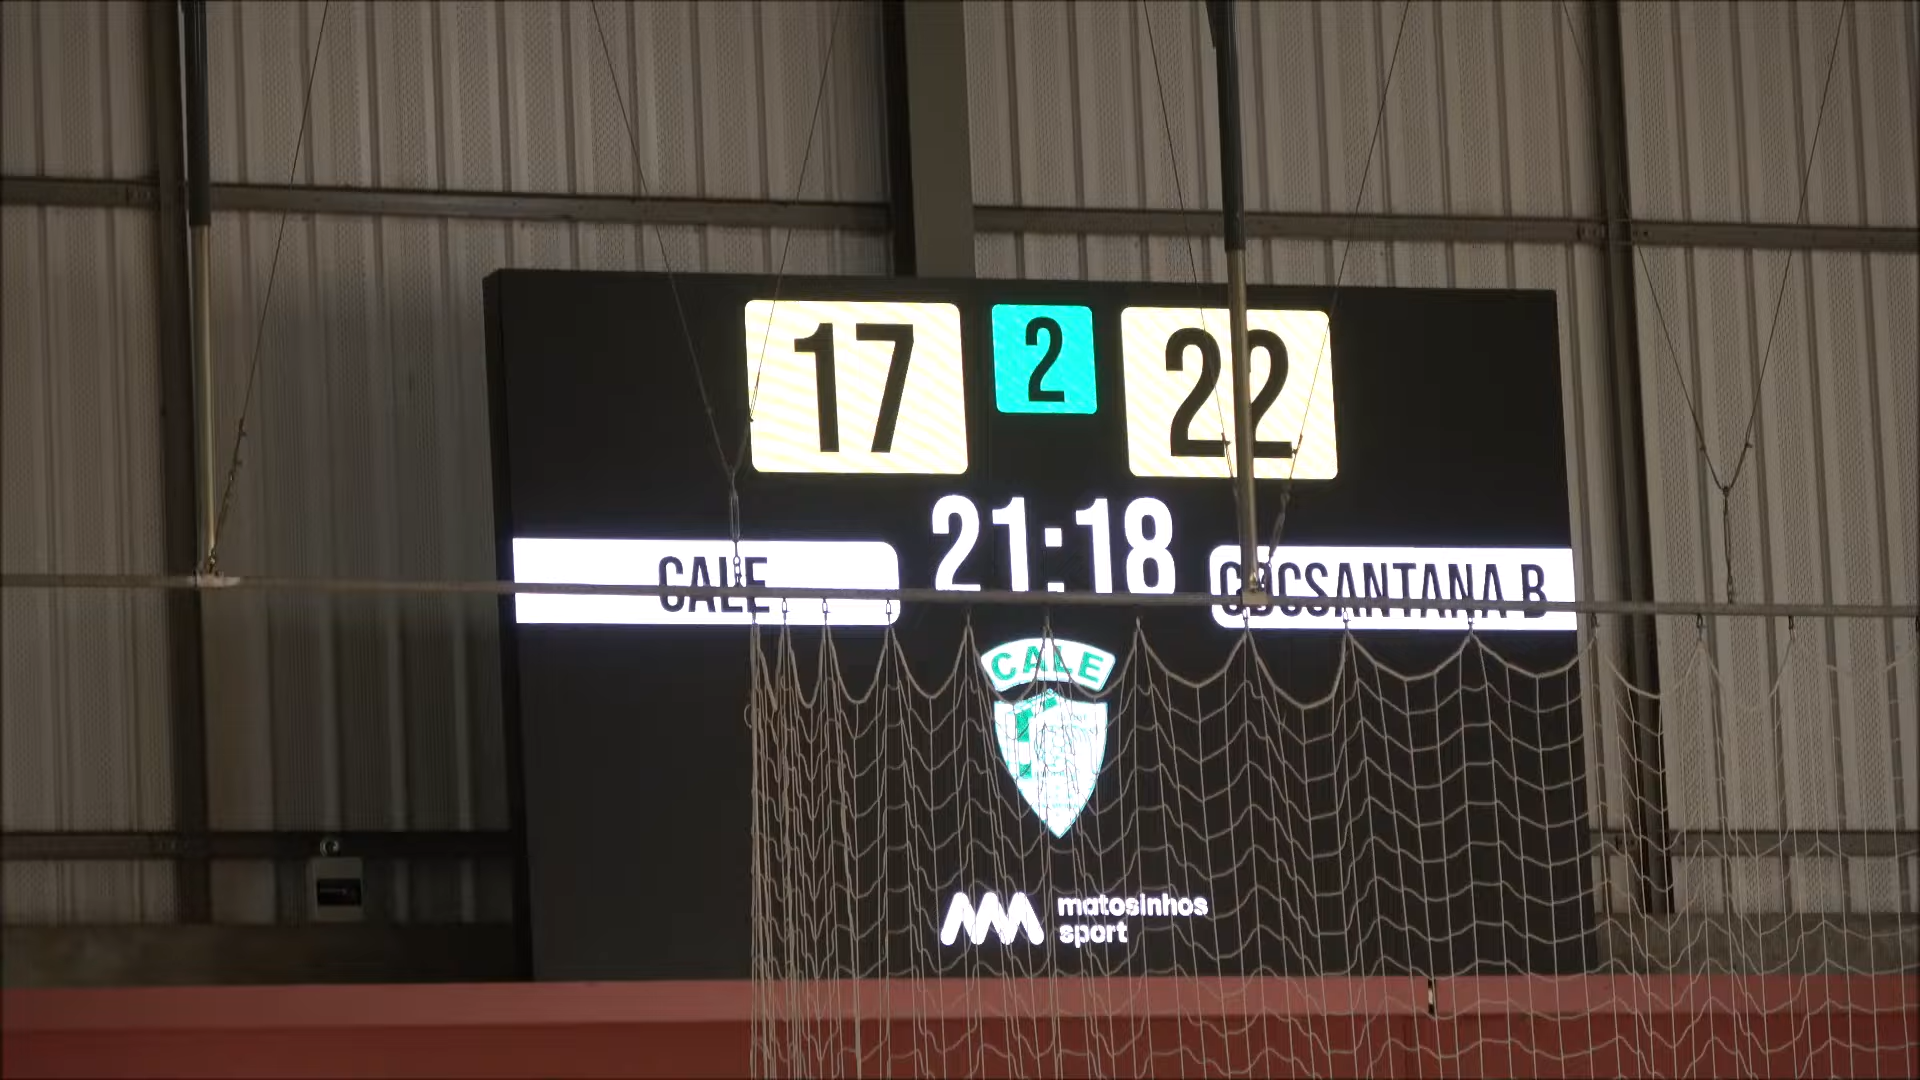 17 2 22
21:18
CALE
CDCSANTANA B
CALE
matosinhos
sport